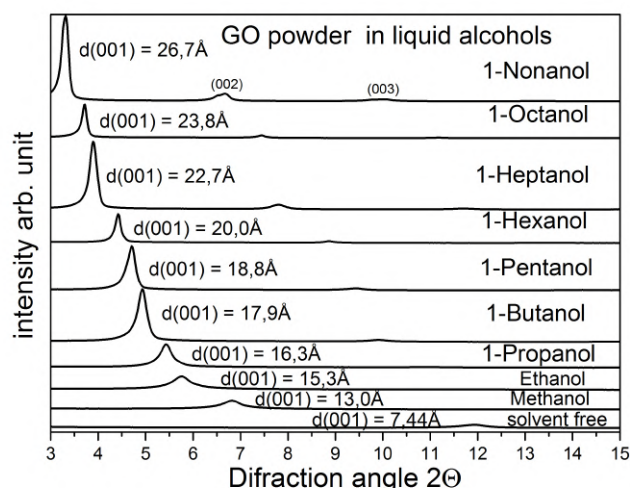 GO powder in liquid alcohols
d(001) = 26,7Å
1-Nonanol
(002)
(003)
1-Octanol
d(001) = 23,8Å
d(001) = 22,7Å
1-Heptanol
1-Hexanol
d(001) = 20,0Å
d(001) = 18,8Å
1-Pentanol
d(001) = 17,9Å
1-Butanol
d(001) = 16,3Å
1-Propanol
d(001) = 15,3Å
Ethanol
d(001) = 13,0Å
Methanol
d(001) = 7,44Å
solvent free
intensity arb. unit
3 4 5 6 7 8 9 10 11 12 13 14 15
Difraction angle 2Θ